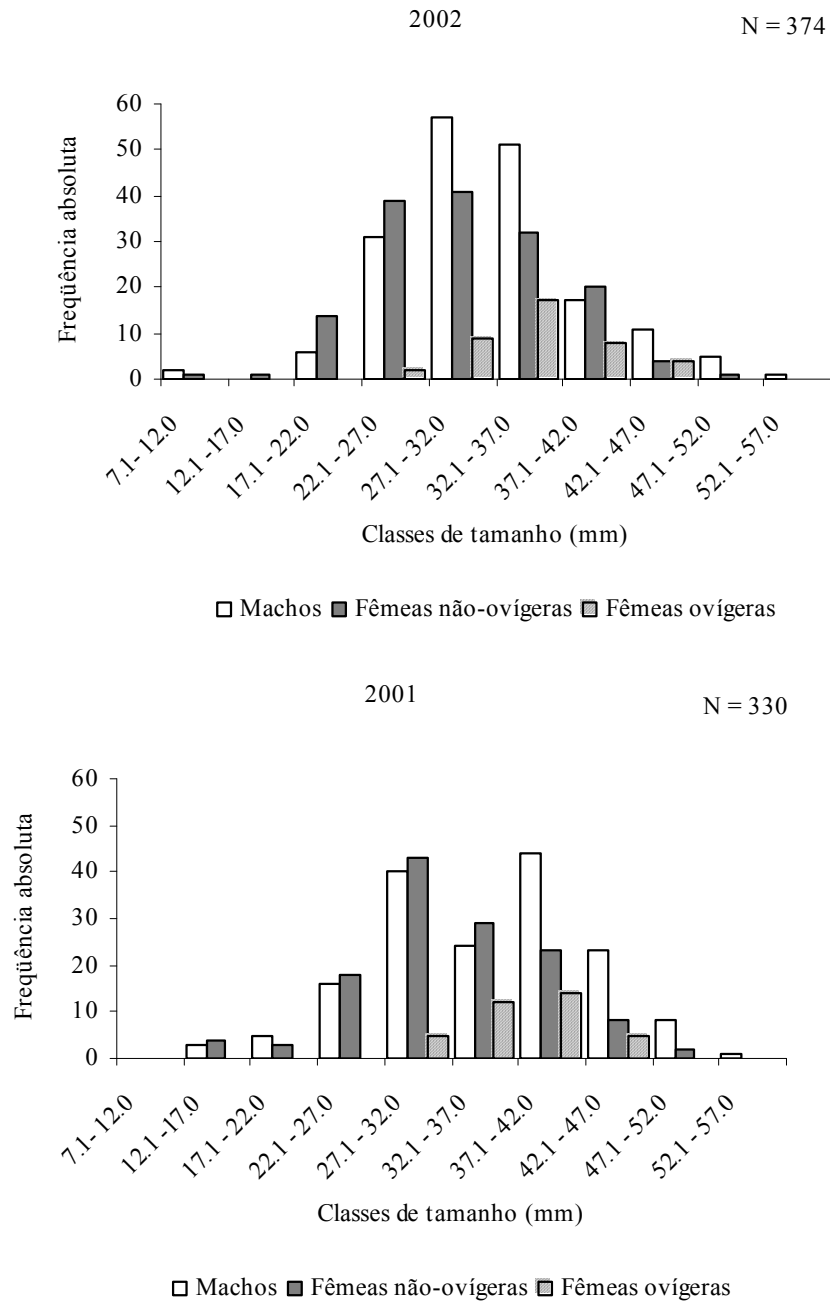 2002
N = 374
Freqüência absoluta
60
50
40
30
20
10
0
7.1- 12.0
12.1 -17.0
17.1 - 22.0
22.1 - 27.0
27.1 - 32.0
32.1 - 37.0
37.1 - 42.0
42.1 - 47.0
47.1 - 52.0
52.1 - 57.0
Classes de tamanho (mm)
Machos Fêmeas não-ovígeras Fêmeas ovígeras
2001
N = 330
Freqüência absoluta
60
50
40
30
20
10
0
7.1- 12.0
12.1 -17.0
17.1 - 22.0
22.1 - 27.0
27.1 - 32.0
32.1 - 37.0
37.1 - 42.0
42.1 - 47.0
47.1 - 52.0
52.1 - 57.0
Classes de tamanho (mm)
Machos Fêmeas não-ovígeras Fêmeas ovígeras